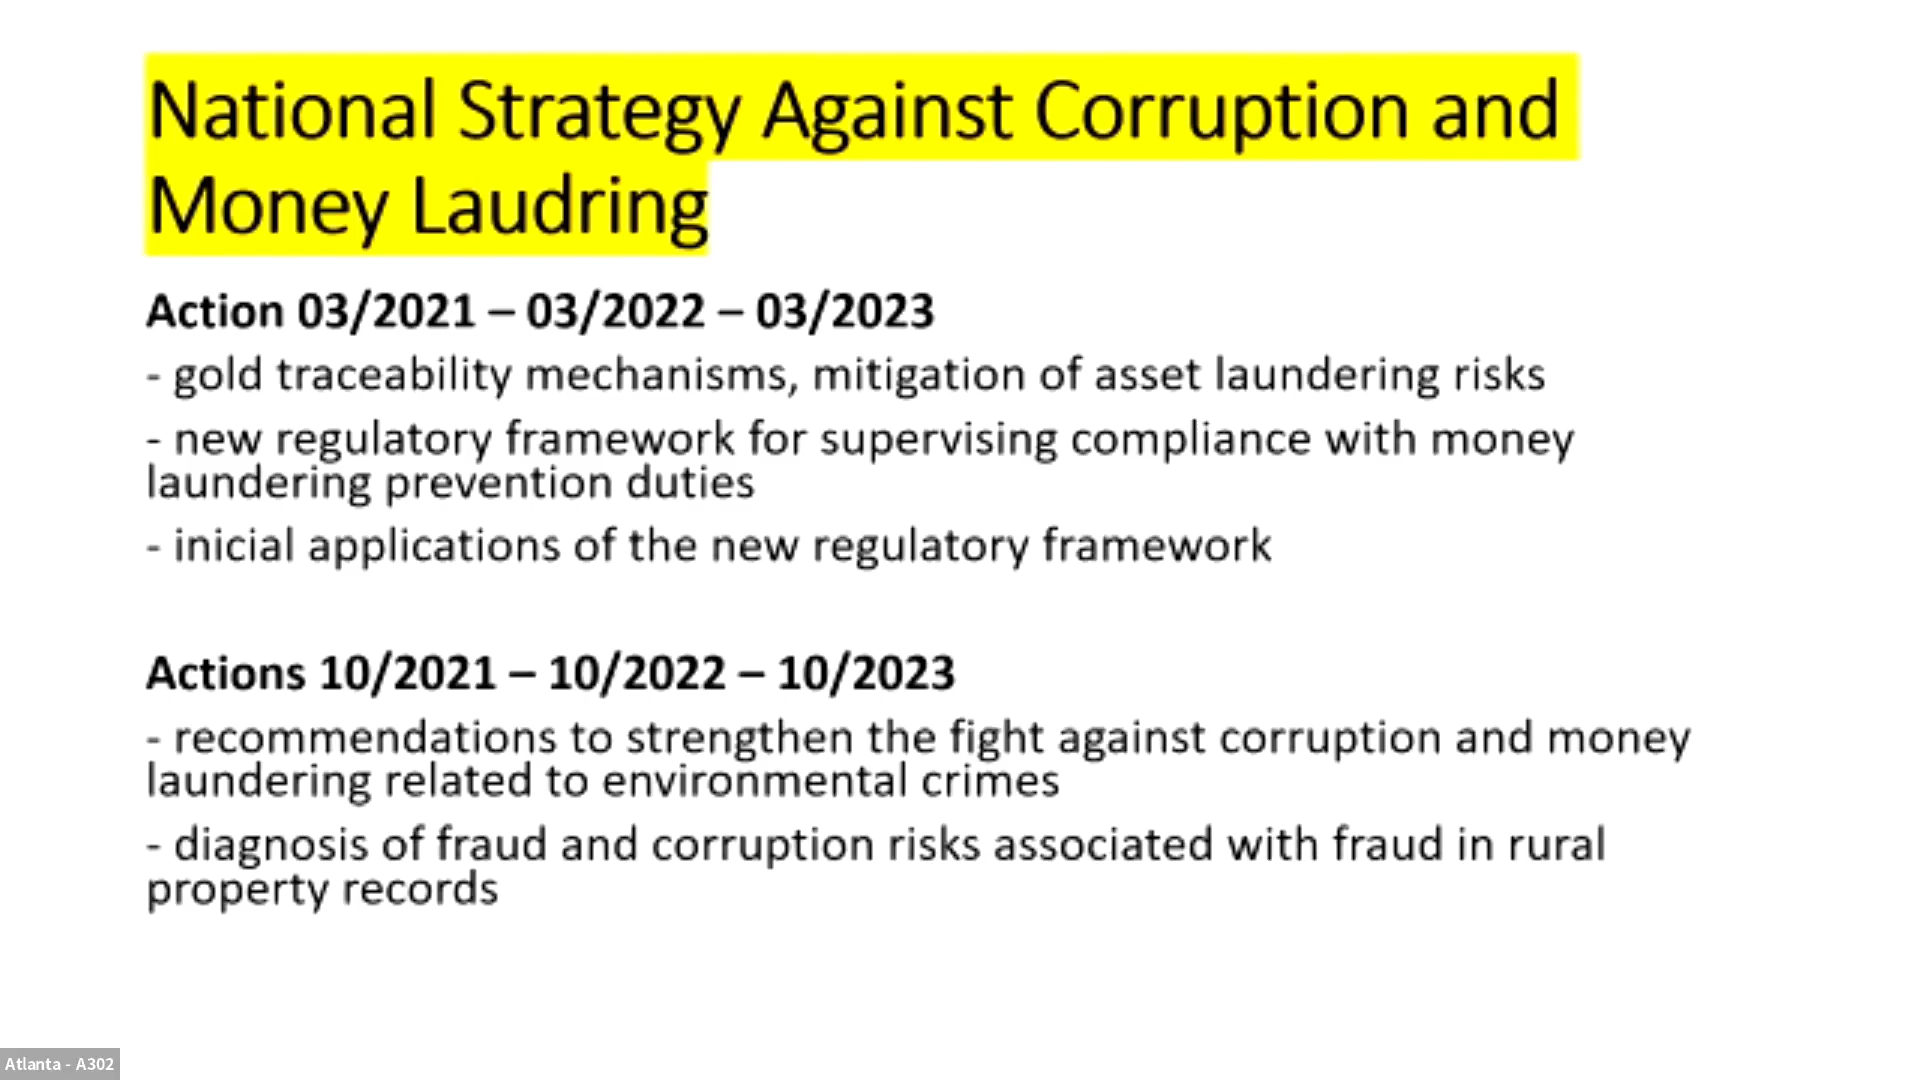 National Strategy Against Corruption and
Money Laudring
Action 03/2021 – 03/2022 – 03/2023
- gold traceability mechanisms, mitigation of asset laundering risks
- new regulatory framework for supervising compliance with money
laundering prevention duties
- inicial applications of the new regulatory framework
Actions 10/2021 – 10/2022 – 10/2023
- recommendations to strengthen the fight against corruption and money
laundering related to environmental crimes
- diagnosis of fraud and corruption risks associated with fraud in rural
property records
Atlanta - A302